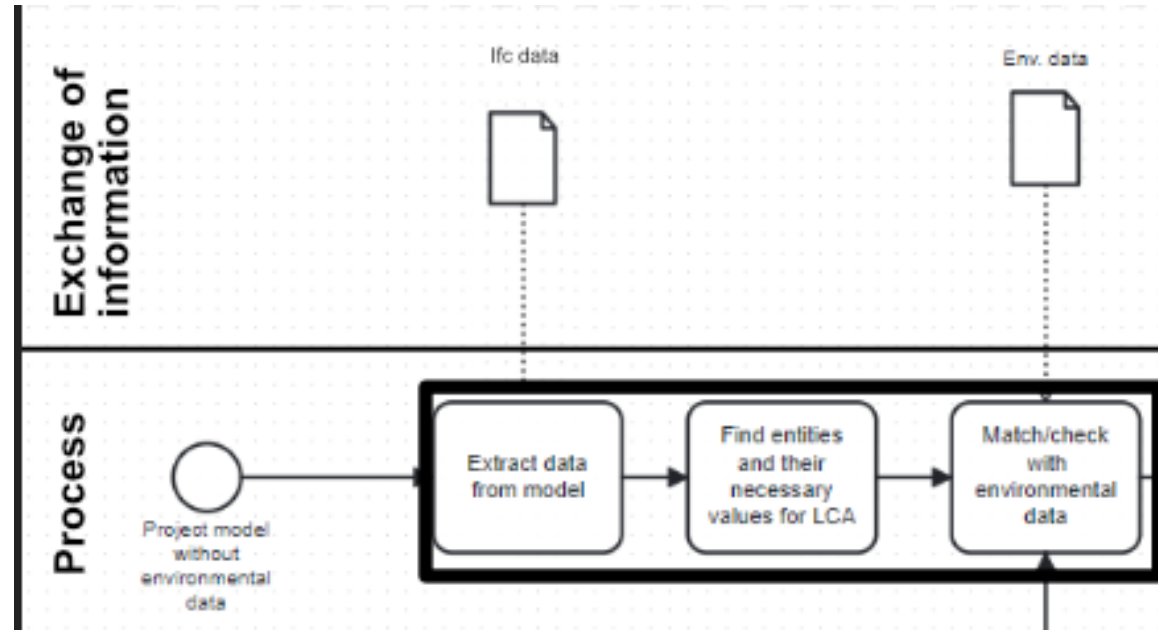 Exchange of
information
Ifc data
Env. data
Process
Project model
without
environmental
data
Extract data
from model
Find entities
and their
necessary
values for LCA
Match/check
with
environmental
data